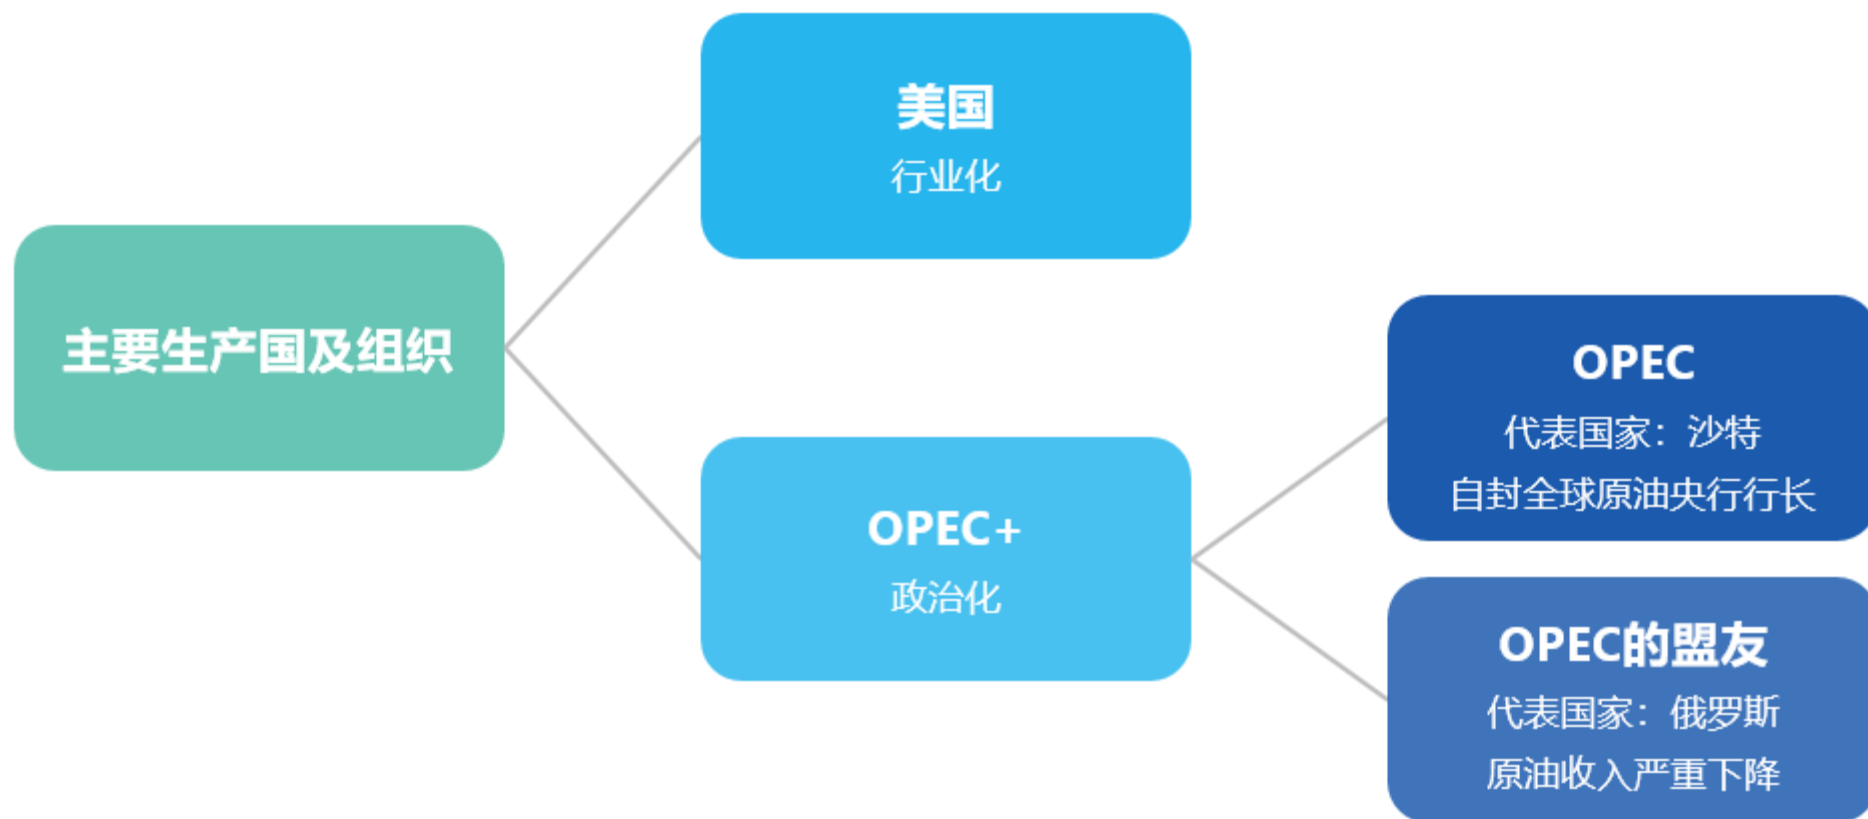 美国
行业化
主要生产国及组织
OPEC+
政治化
OPEC
代表国家：沙特
自封全球原油央行行长
OPEC的盟友
代表国家：俄罗斯
原油收入严重下降